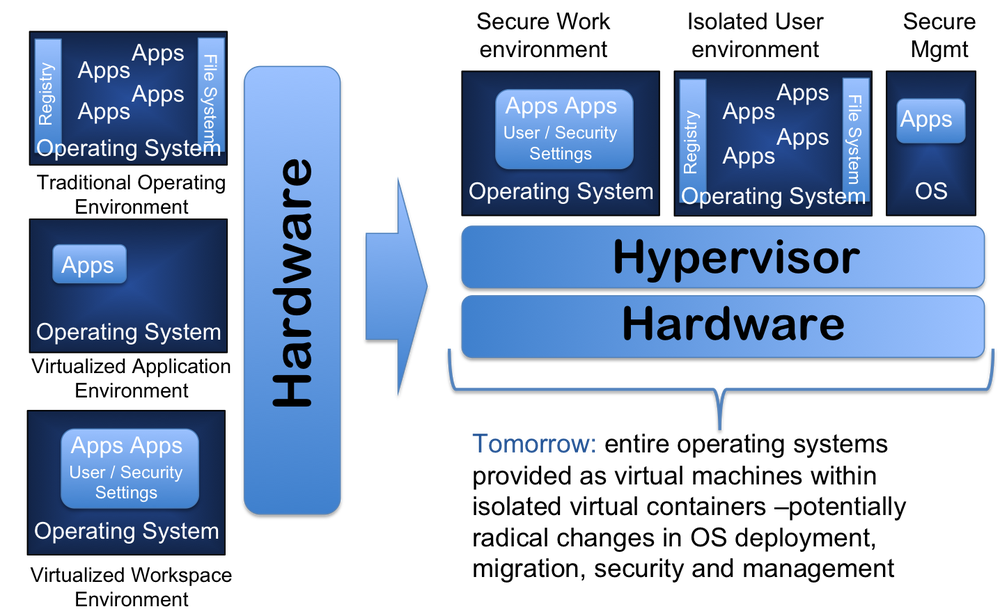 Registry
Apps
Apps
Apps
Apps
File System
Operating System
Traditional Operating
Environment
Apps
Operating System
Virtualized Application
Environment
Apps Apps
User / Security
Settings
Operating System
Virtualized Workspace
Environment
Hardware
Secure Work
environment
Apps Apps
User / Security
Settings
Operating System
Isolated User
environment
Registry
Apps
Apps
Apps
Apps
File System
Operating System
Secure
Mgmt
Apps
OS
Hypervisor
Hardware
Tomorrow: entire operating systems
provided as virtual machines within
isolated virtual containers –potentially
radical changes in OS deployment,
migration, security and management